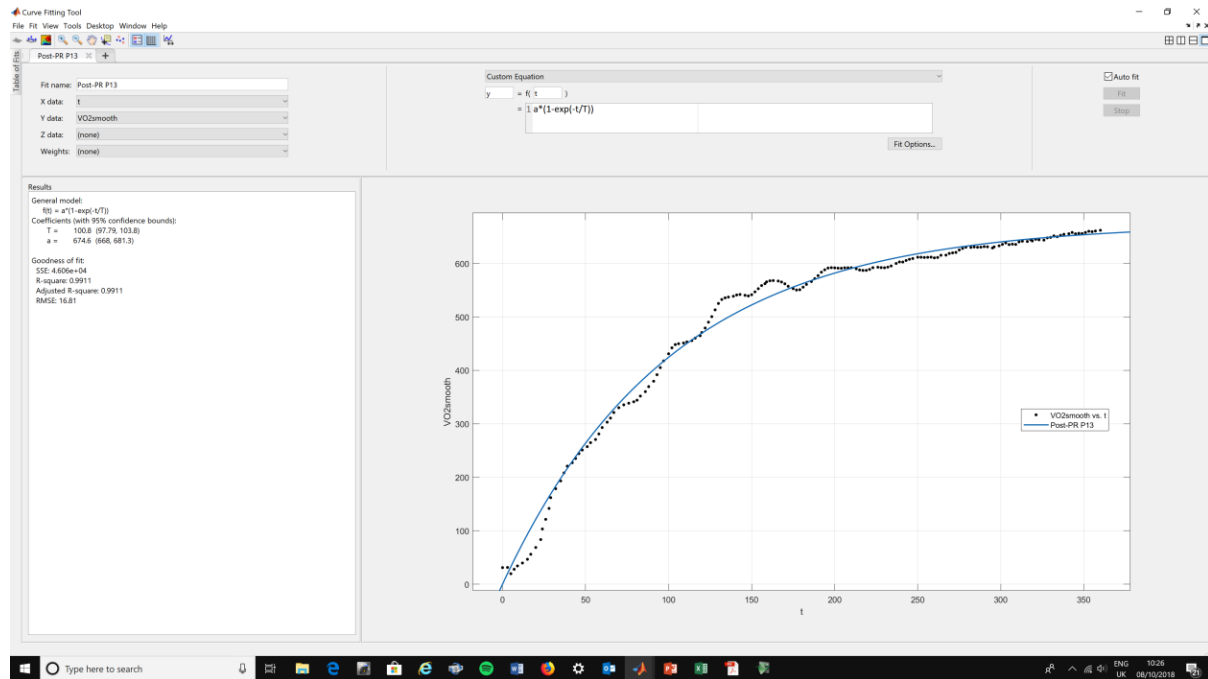 Curve Fitting Tool
File Fit View Tools Desktop Window Help
Table of Fits
Post-PR P13
Fit name: Post-PR P13
X data: t
Y data: VO2smooth
Z data: (none)
Weights: (none)
Custom Equation
y = f( t )
= 1 a*(1-exp(-t/T))
Fit Options...
Auto fit
Fit
Stop
Results
General model:
f(t) = a*(1-exp(-t/T))
Coefficients (with 95% confidence bounds):
T = 100.8 (97.79, 103.8)
a = 674.6 (668, 681.3)
Goodness of fit:
SSE: 4.606e+04
R-square: 0.9911
Adjusted R-square: 0.9911
RMSE: 16.81
600
500
400
300
200
100
0
VO2smooth
0 50 100 150 200 250 300 350
t
VO2smooth vs. t
Post-PR P13
Type here to search
ENG
UK
10:26
08/10/2018
21